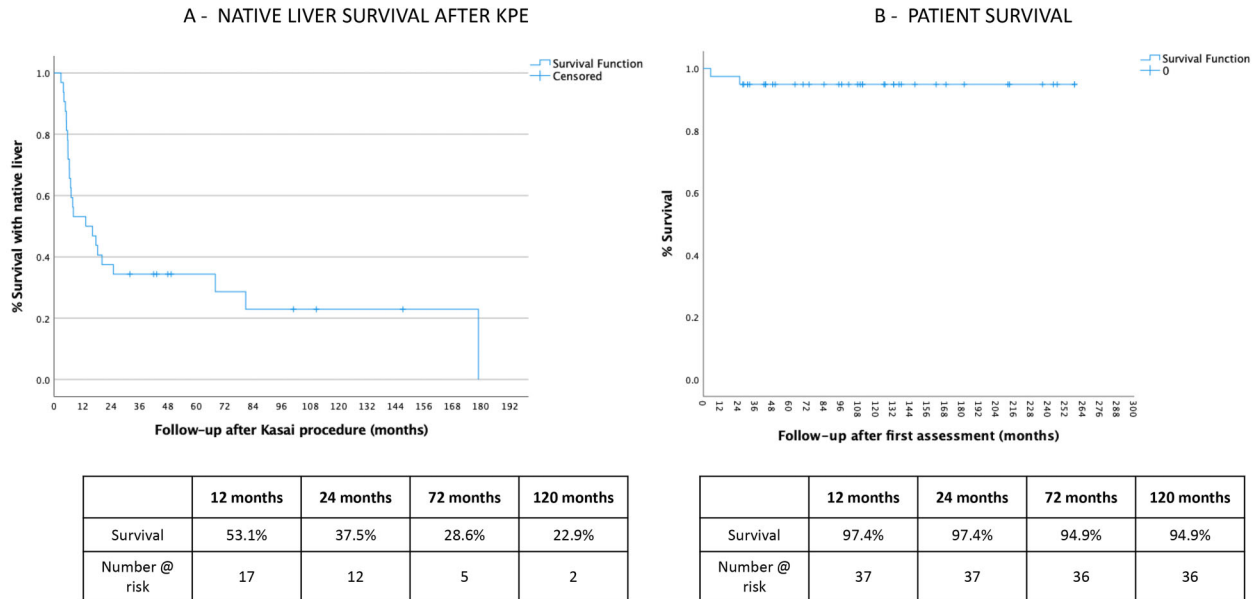 A - NATIVE LIVER SURVIVAL AFTER KPE
Survival Function
Censored
1.0
0.8
0.6
0.4
0.2
0.0
% Survival with native liver
0 12 24 36 48 60 72 84 96 108 120 132 144 156 168 180 192
Follow-up after Kasai procedure (months)
12 months 24 months 72 months 120 months
Survival 53.1% 37.5% 28.6% 22.9%
Number @
risk 17 12 5 2
B - PATIENT SURVIVAL
Survival Function
0
1.0
0.8
0.6
0.4
0.2
0.0
% Survival
0 12 24 36 48 60 72 84 96 108 120 132 144 156 168 180 192 204 216 228 240 252 264 276 288 300
Follow-up after first assessment (months)
12 months 24 months 72 months 120 months
Survival 97.4% 97.4% 94.9% 94.9%
Number @
risk 37 37 36 36